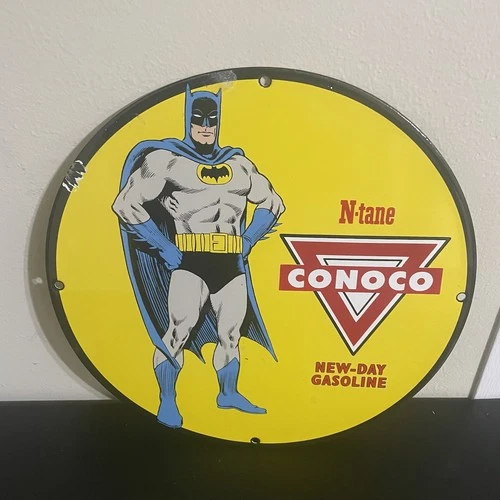 N-tane
CONOCO
NEW-DAY
GASOLINE